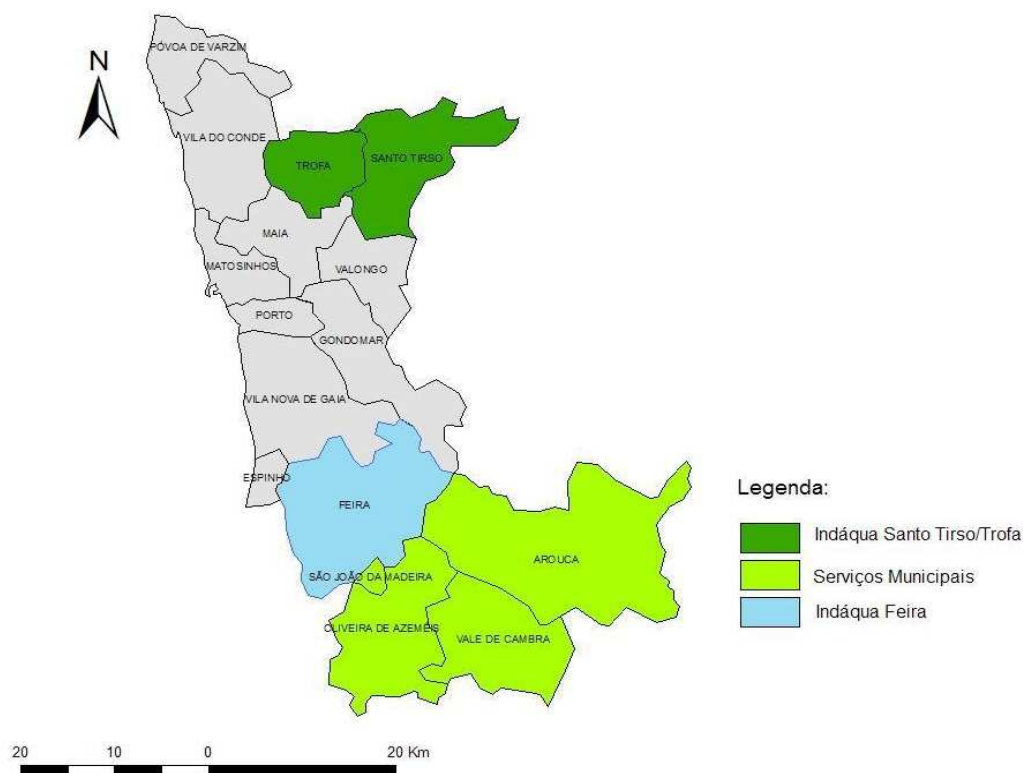 PÓVOA DE VARZIM
N
VILA DO CONDE
TROFA
SANTO TIRSO
MAIA
MATOSINHOS
VALONGO
PORTO
GONDOMAR
VILA NOVA DE GAIA
ESPINHO
FEIRA
Legenda:
Indáqua Santo Tirso/Trofa
AROUCA
SÃO JOÃO DA MADEIRA
Serviços Municipais
Indáqua Feira
OLIVEIRA DE AZEMÉIS
VALE DE CAMBRA
20 10 0 20 Km